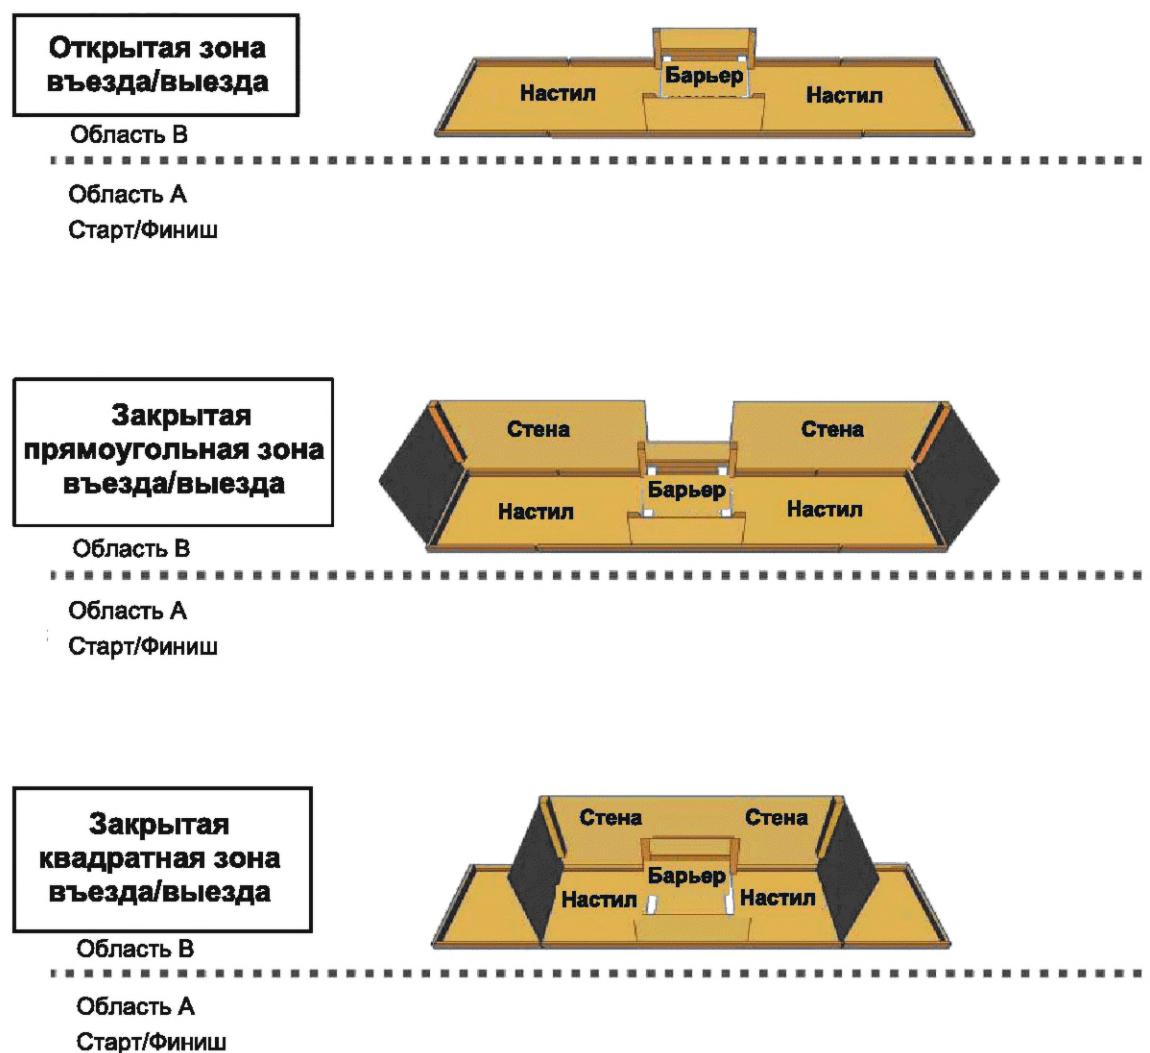 Открытая зона
въезда/выезда
Барьер
Настил
Настил
Область В
Область А
Старт/Финиш
Закрытая
прямоугольная зона
въезда/выезда
Стена
Стена
Барьер
Настил
Настил
Область В
Область А
Старт/Финиш
Закрытая
квадратная зона
въезда/выезда
Стена
Стена
Барьер
Настил
Настил
Область В
Область А
Старт/Финиш